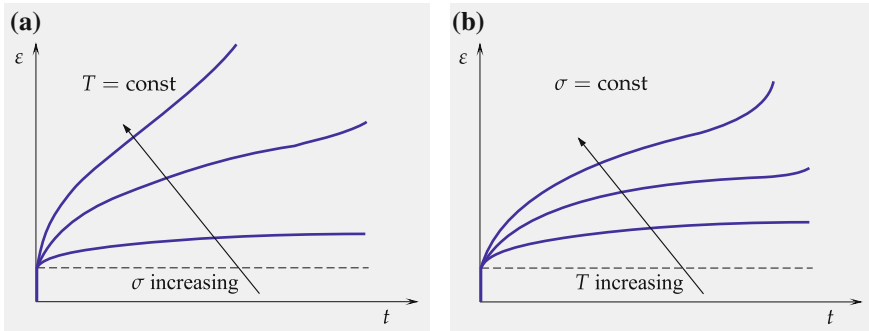 (a)
ε
T = const
σ increasing
t
(b)
ε
σ = const
T increasing
t